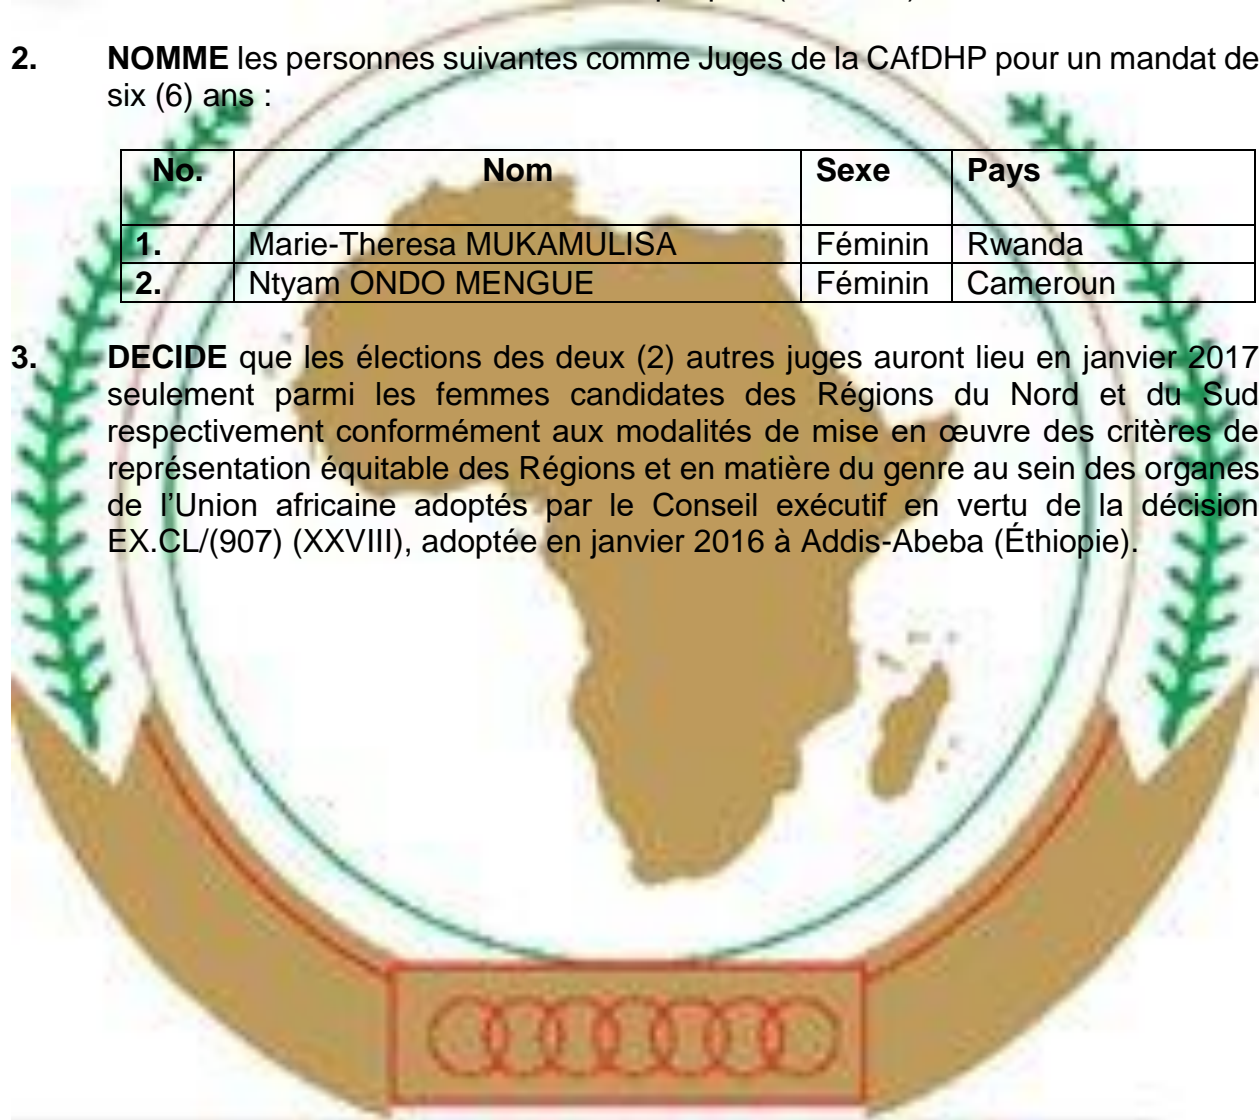 2. NOMME les personnes suivantes comme Juges de la CAfDHP pour un mandat de
six (6) ans :
No. Nom Sexe Pays
1. Marie-Theresa MUKAMULISA Féminin Rwanda
2. Ntyam ONDO MENGUE Féminin Cameroun
3. DECIDE que les élections des deux (2) autres juges auront lieu en janvier 2017
seulement parmi les femmes candidates des Régions du Nord et du Sud
respectivement conformément aux modalités de mise en œuvre des critères de
représentation équitable des Régions et en matière du genre au sein des organes
de l'Union africaine adoptés par le Conseil exécutif en vertu de la décision
EX.CL/(907) (XXVIII), adoptée en janvier 2016 à Addis-Abeba (Éthiopie).